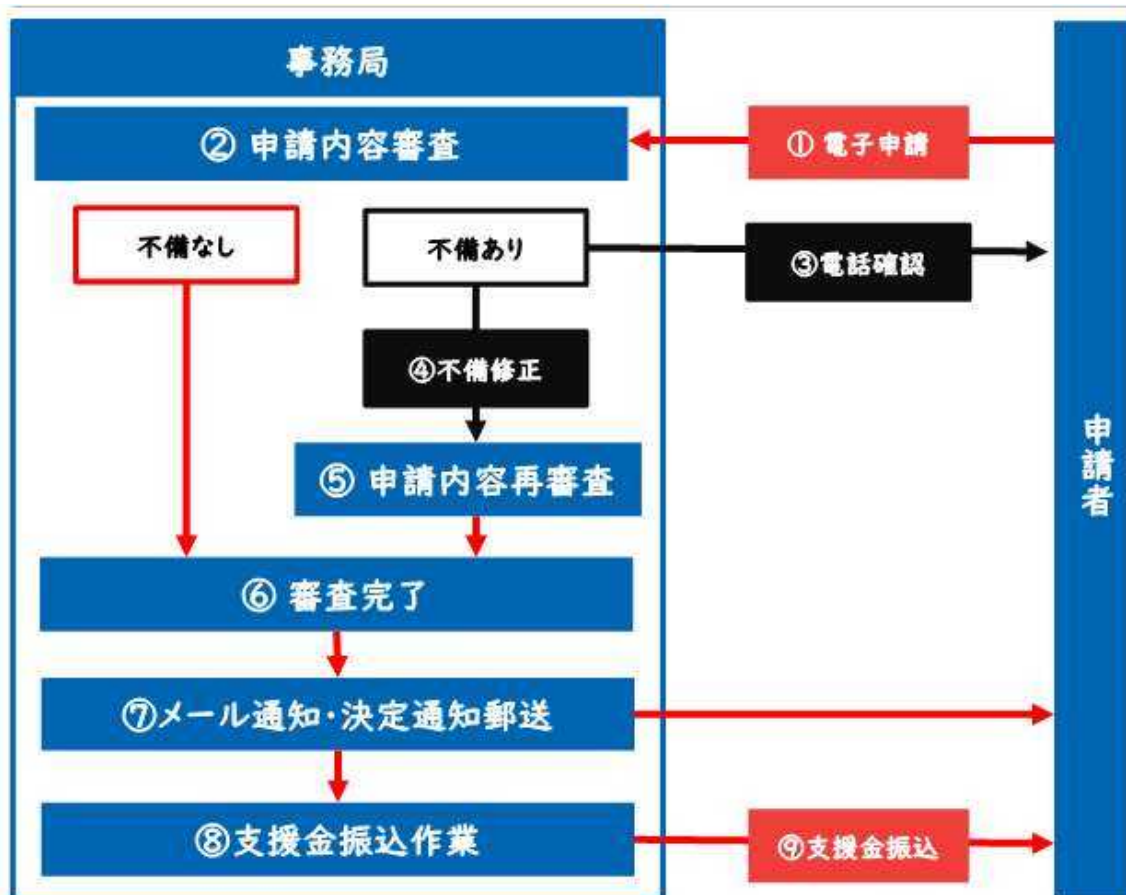 事務局
② 申請内容審査
① 電子申請
不備なし
不備あり
③電話確認
④不備修正
⑤ 申請内容再審査
⑥ 審査完了
⑦メール通知・決定通知郵送
⑧支援金振込作業
⑨支援金振込
申請者